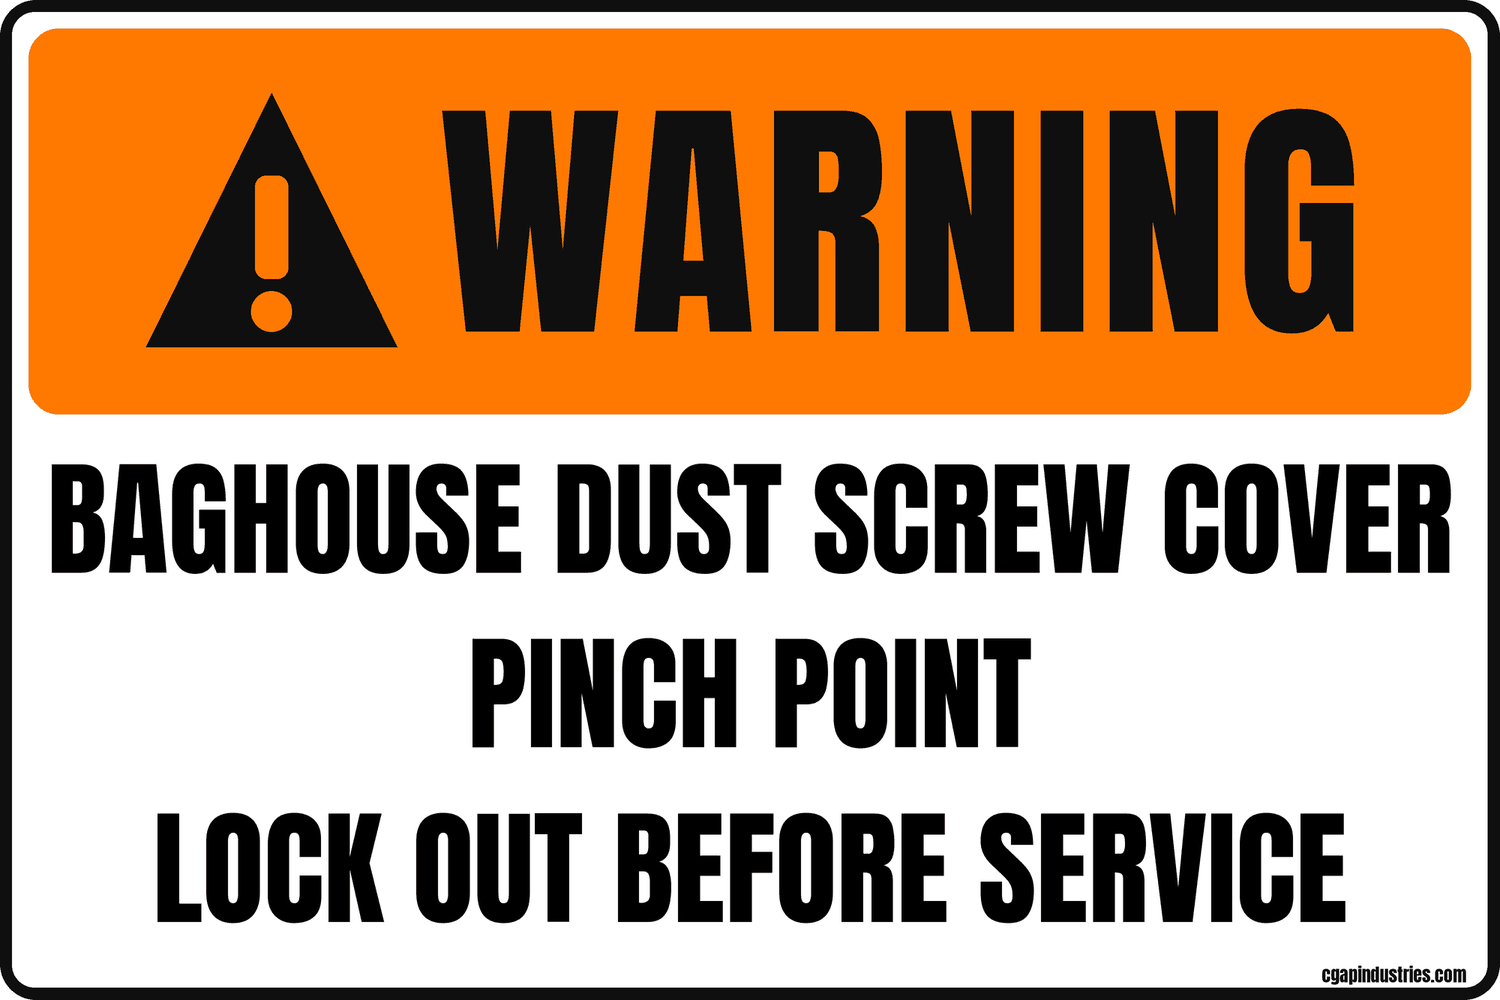 WARNING
BAGHOUSE DUST SCREW COVER
PINCH POINT
LOCK OUT BEFORE SERVICE
cgapindustries.com